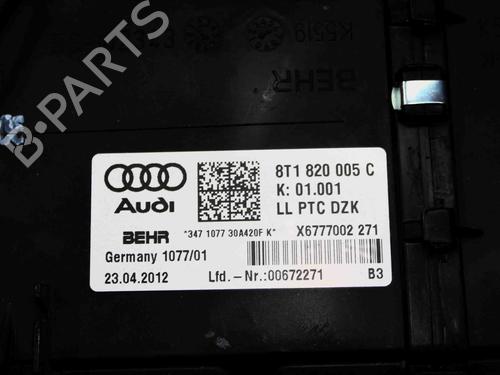 B-PARTS
K5519
BEHR
8T1 820 005 C
K: 01.001
Audi
LL PTC DZK
BEHR
*347 1077 30A420F K*
X6777002 271
Germany 1077/01
23.04.2012
Lfd.-Nr.:00672271
B3